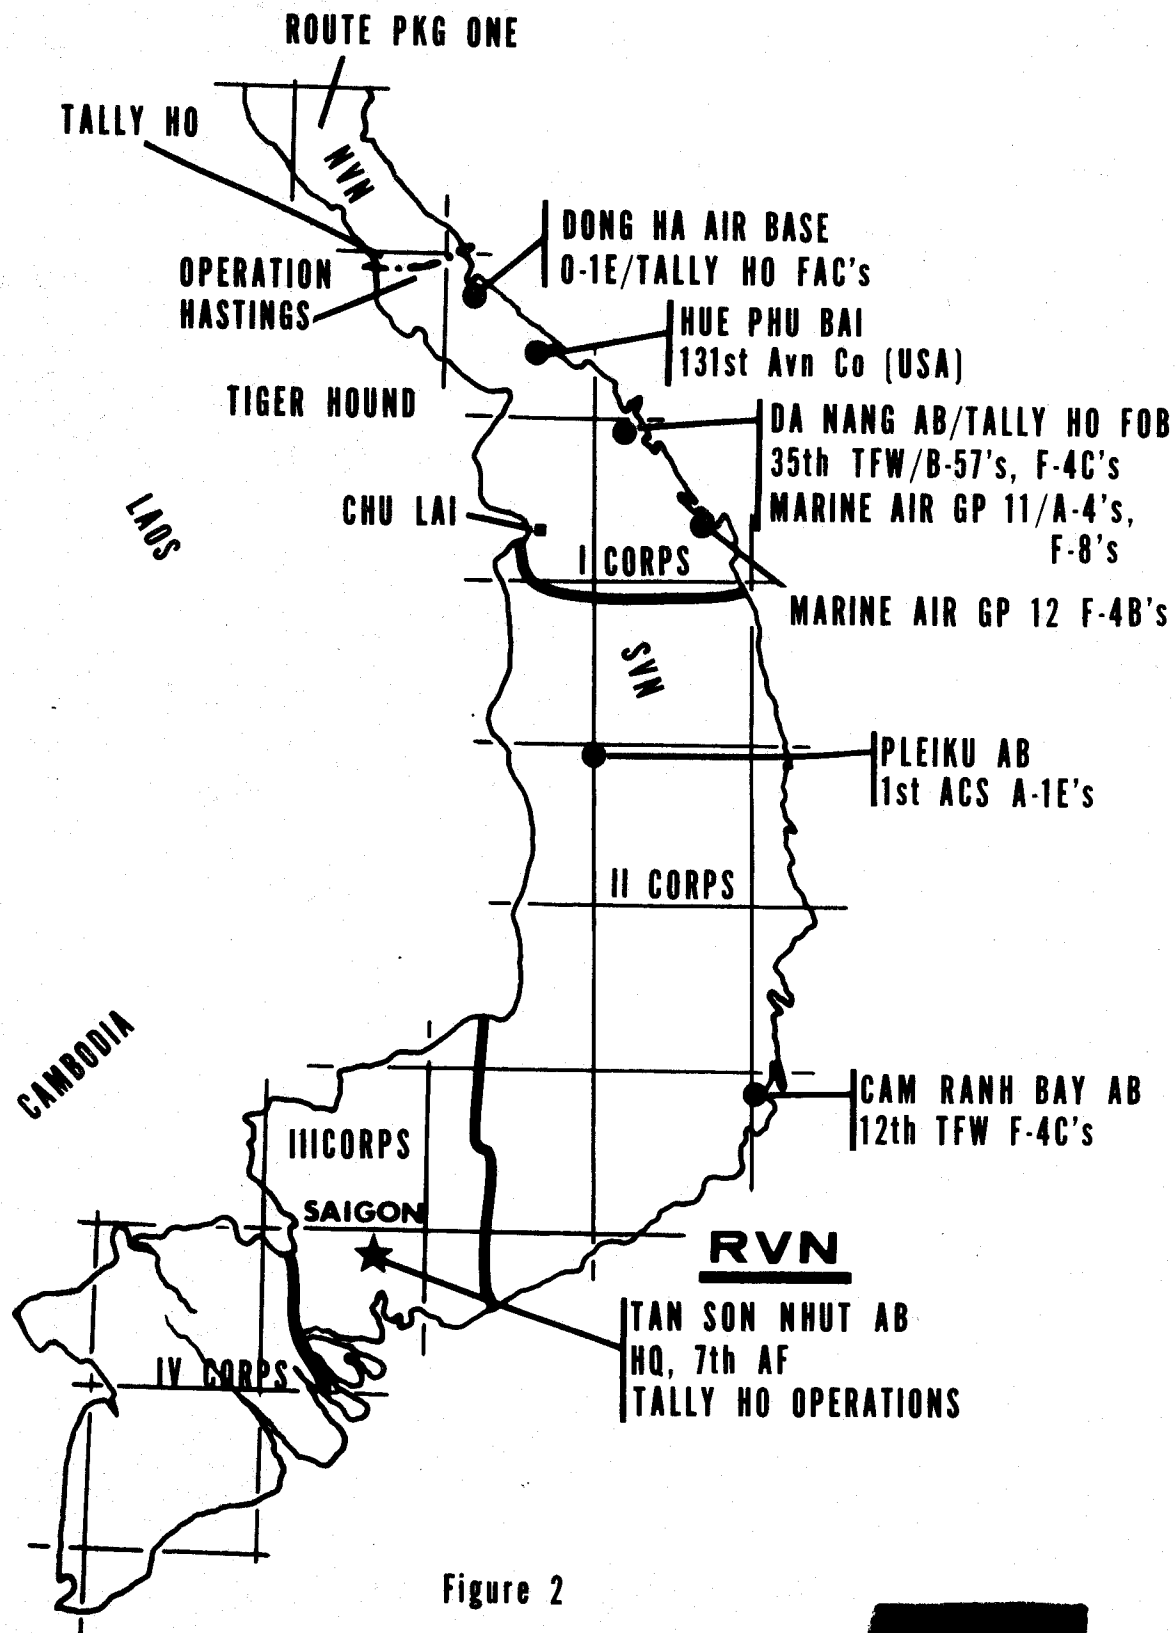 ROUTE PKG ONE
TALLY HO
NVN
DONG HA AIR BASE
O-1E/TALLY HO FAC's
OPERATION
HASTINGS
HUE PHU BAI
131st Avn Co (USA)
TIGER HOUND
DA NANG AB/TALLY HO FOB
35th TFW/B-57's, F-4C's
MARINE AIR GP 11/A-4's,
F-8's
CHU LAI
LAOS
I CORPS
MARINE AIR GP 12 F-4B's
SVN
PLEIKU AB
1st ACS A-1E's
II CORPS
CAMBODIA
CAM RANH BAY AB
12th TFW F-4C's
IIICORPS
SAIGON
RVN
TAN SON NHUT AB
HQ, 7th AF
TALLY HO OPERATIONS
IV CORPS
Figure 2